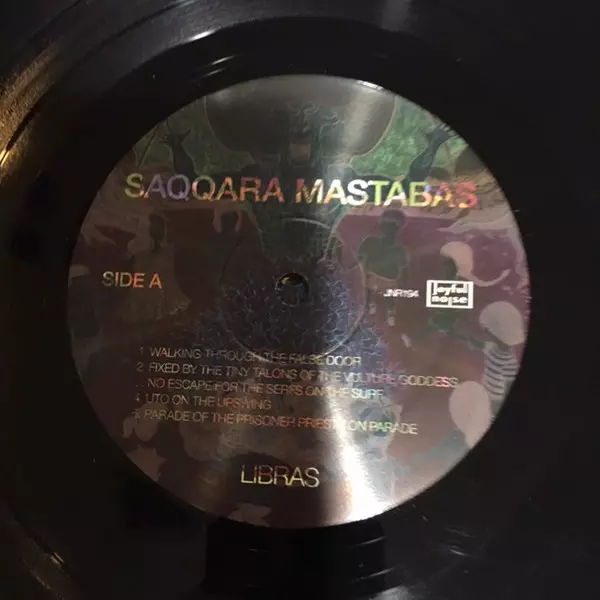 SAQQARA MASTABAS
SIDE A
JNR194
joyful
noise
1. WALKING THROUGH THE FALSE DOOR
2. FIXED BY THE TINY TALONS OF THE VULTURE GODDESS
. NO ESCAPE FOR THE SERFS ON THE SURF
4. UTO ON THE UPSWING
5. PARADE OF THE PRISONER PRIESTS ON PARADE
LIBRAS